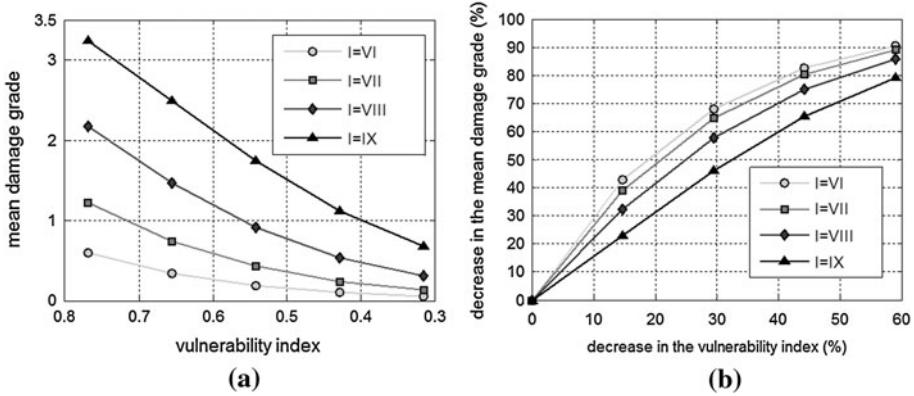 3.5
3
2
1
0
mean damage grade
I=VI
I=VII
I=VIII
I=IX
0.8 0.7 0.6 0.5 0.4 0.3
vulnerability index
(a)
100
90
80
70
60
50
40
30
20
10
0
decrease in the mean damage grade (%)
I=VI
I=VII
I=VIII
I=IX
0 10 20 30 40 50 60
decrease in the vulnerability index (%)
(b)